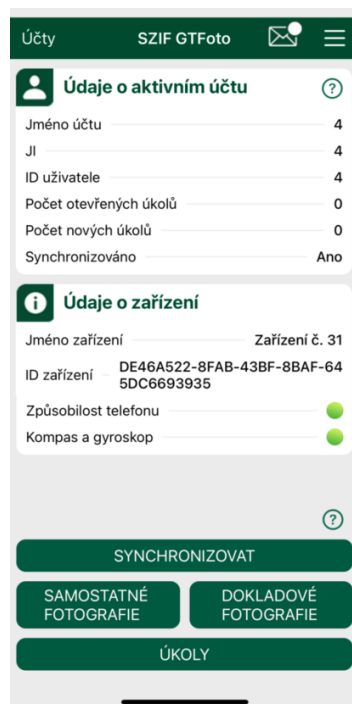 Účty SZIF GTFoto
Údaje o aktivním účtu ?
Jméno účtu 4
JI 4
ID uživatele 4
Počet otevřených úkolů 0
Počet nových úkolů 0
Synchronizováno Ano
Údaje o zařízení
Jméno zařízení Zařízení č. 31
ID zařízení DE46A522-8FAB-43BF-8BAF-64
5DC6693935
Způsobilost telefonu
Kompas a gyroskop
?
SYNCHRONIZOVAT
SAMOSTATNÉ
FOTOGRAFIE
DOKLADOVÉ
FOTOGRAFIE
ÚKOLY